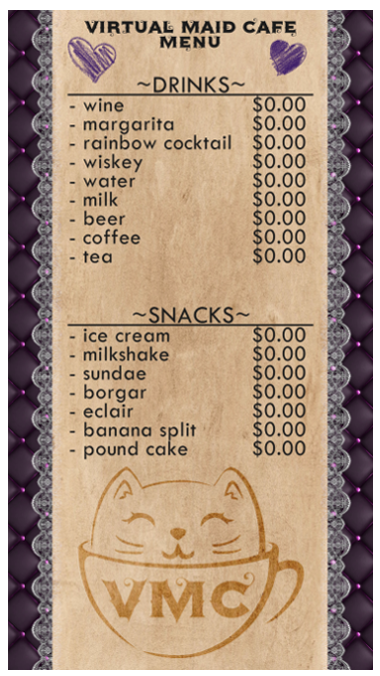 VIRTUAL MAID CAFE
MENU
~DRINKS~
- wine $0.00
- margarita $0.00
- rainbow cocktail $0.00
- wiskey $0.00
- water $0.00
- milk $0.00
- beer $0.00
- coffee $0.00
- tea $0.00
~SNACKS~
- ice cream $0.00
- milkshake $0.00
- sundae $0.00
- borgar $0.00
- eclair $0.00
- banana split $0.00
- pound cake $0.00
VMC